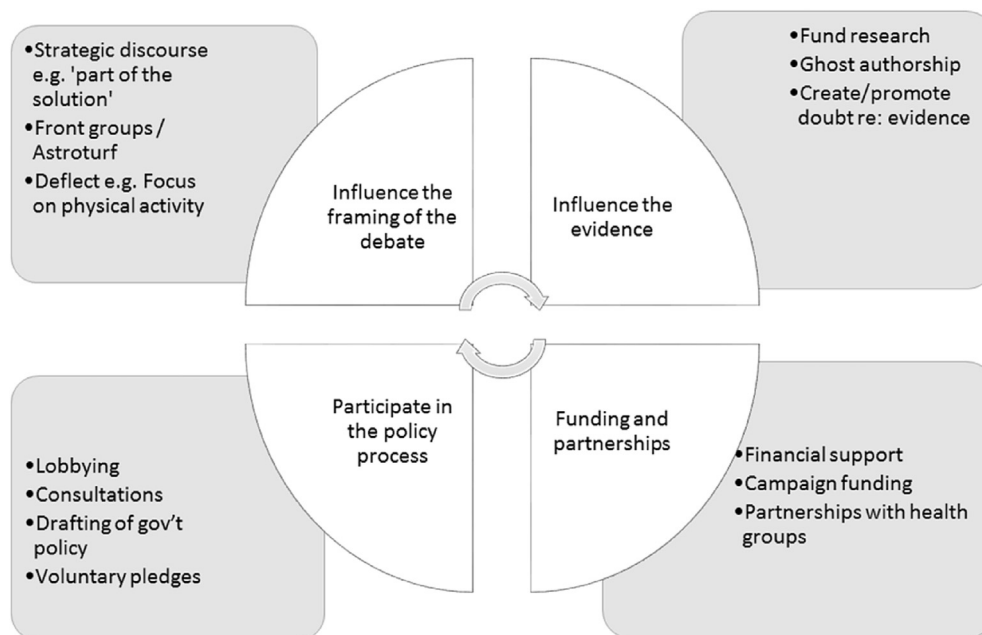 •Strategic discourse
e.g. 'part of the
solution'
•Front groups /
Astroturf
•Deflect e.g. Focus
on physical activity
Influence the
framing of the
debate
•Fund research
•Ghost authorship
•Create/promote
doubt re: evidence
Influence the
evidence
•Lobbying
•Consultations
•Drafting of gov't
policy
•Voluntary pledges
Participate in
the policy
process
Funding and
partnerships
•Financial support
•Campaign funding
•Partnerships with health
groups